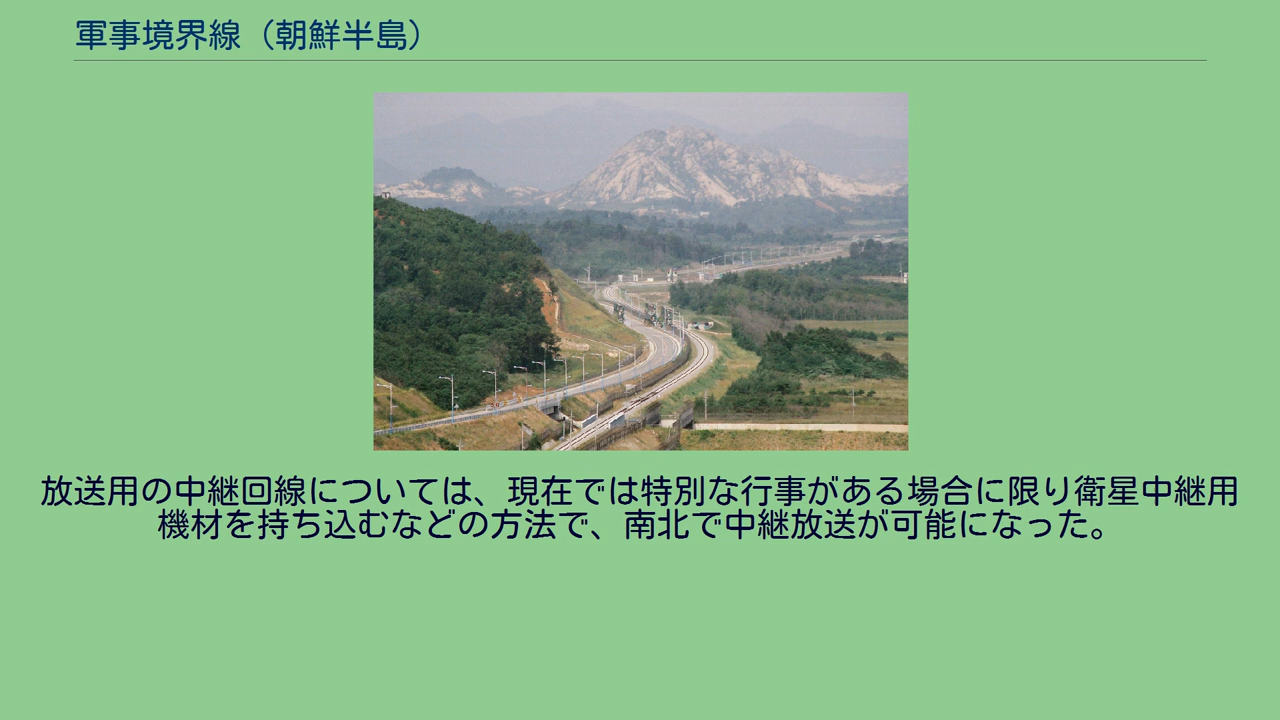 軍事境界線（朝鮮半島）
放送用の中継回線については、現在では特別な行事がある場合に限り衛星中継用
機材を持ち込むなどの方法で、南北で中継放送が可能になった。